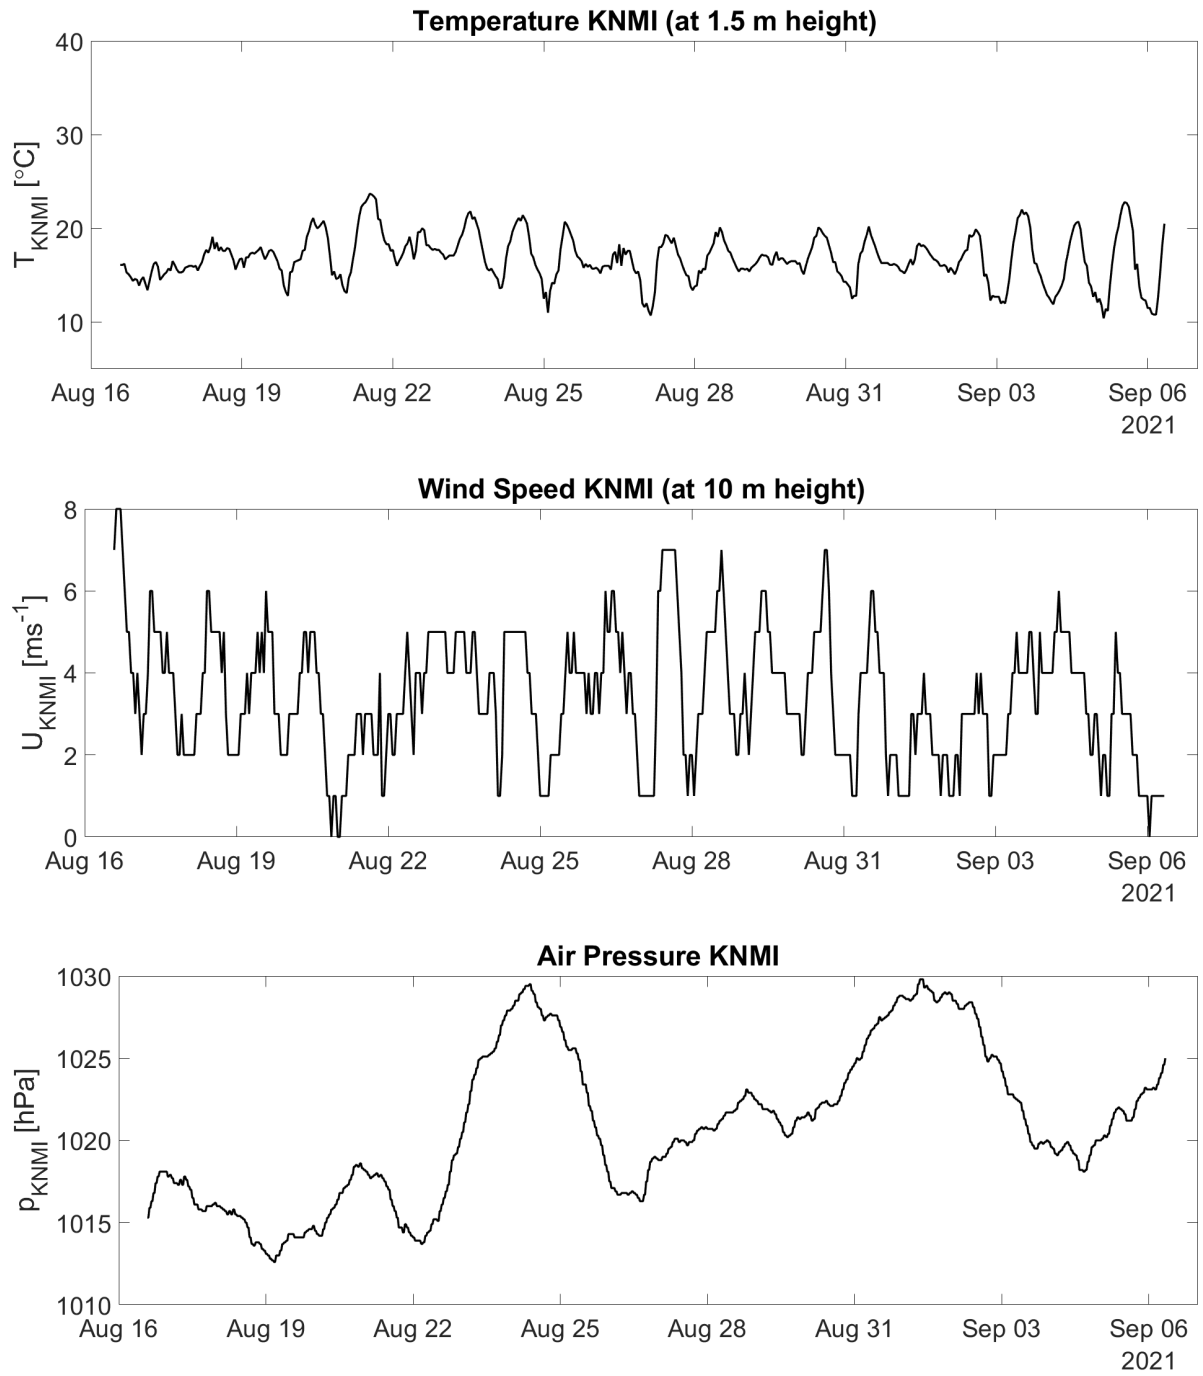 Temperature KNMI (at 1.5 m height)
40
30
20
10
T_KNMI [°C]
Aug 16 Aug 19 Aug 22 Aug 25 Aug 28 Aug 31 Sep 03 Sep 06
2021
Wind Speed KNMI (at 10 m height)
8
6
4
2
0
U_KNMI [ms⁻¹]
Aug 16 Aug 19 Aug 22 Aug 25 Aug 28 Aug 31 Sep 03 Sep 06
2021
Air Pressure KNMI
1030
1025
1020
1015
1010
p_KNMI [hPa]
Aug 16 Aug 19 Aug 22 Aug 25 Aug 28 Aug 31 Sep 03 Sep 06
2021